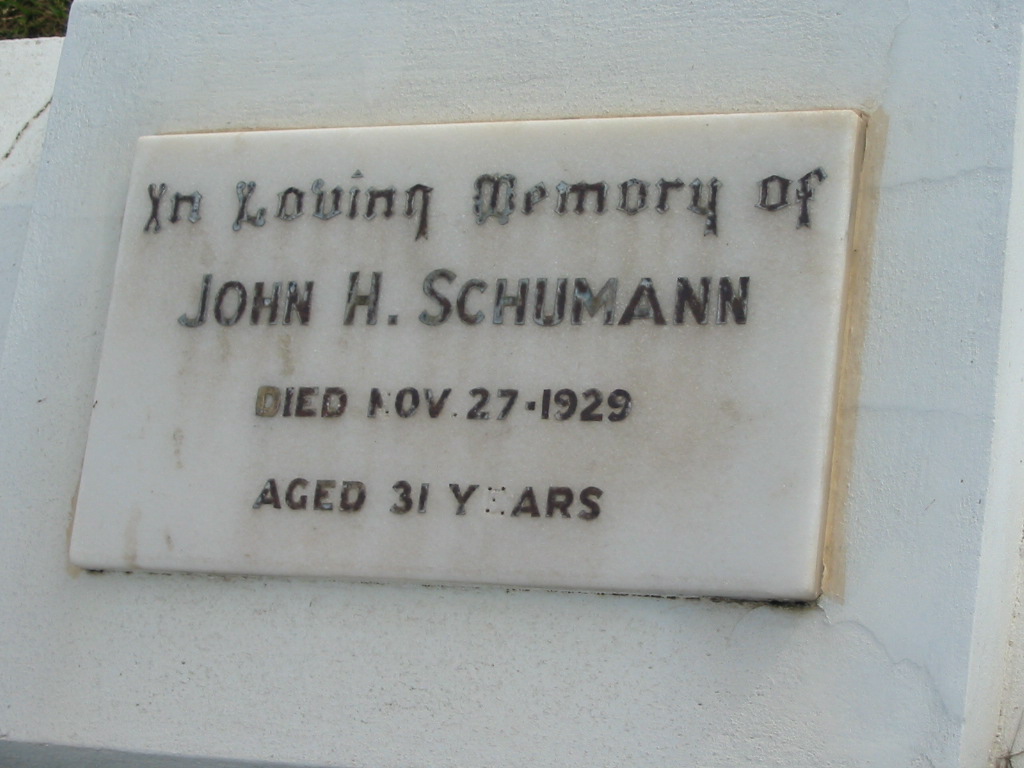 In Loving Memory of
JOHN H. SCHUMANN
DIED NOV. 27·1929
AGED 31 YEARS